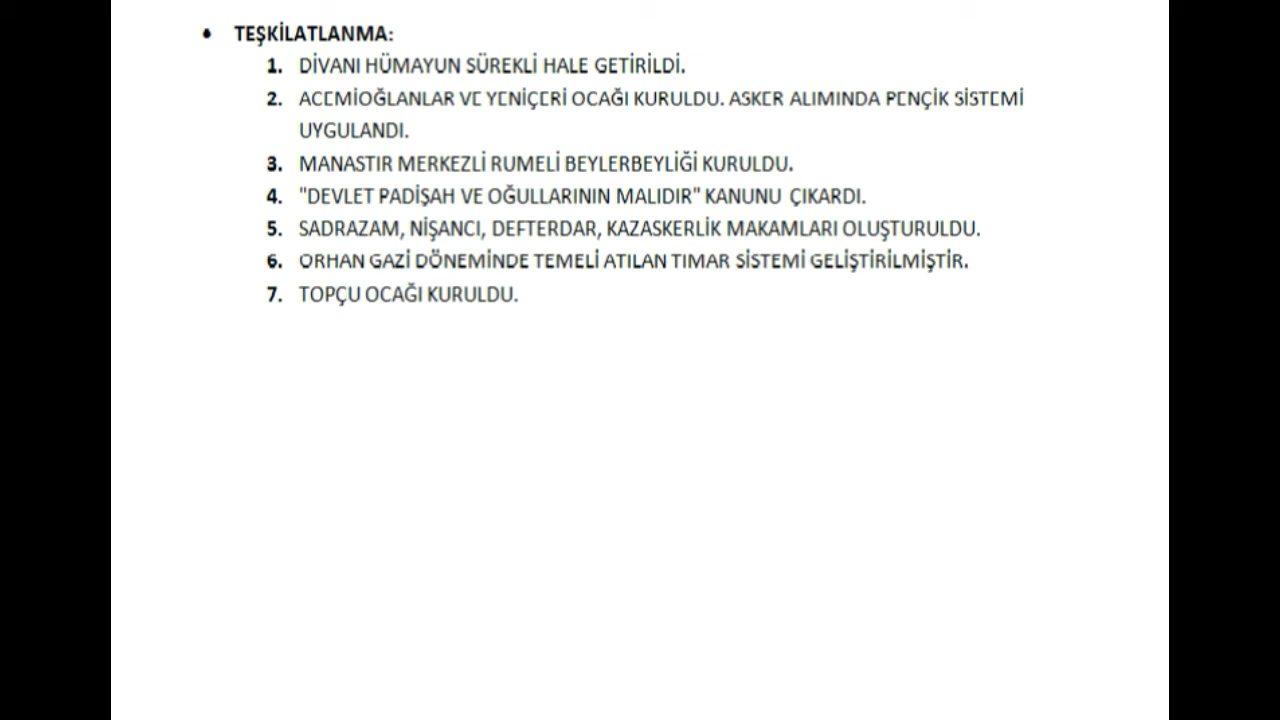 • TEŞKİLATLANMA:
1. DİVANI HÜMAYUN SÜREKLİ HALE GETİRİLDİ.
2. ACEMİOĞLANLAR VE YENİÇERİ OCAĞI KURULDU. ASKER ALIMINDA PENÇİK SİSTEMİ
UYGULANDI.
3. MANASTIR MERKEZLİ RUMELİ BEYLERBEYLİĞİ KURULDU.
4. "DEVLET PADİŞAH VE OĞULLARININ MALIDIR" KANUNU ÇIKARDI.
5. SADRAZAM, NİŞANCI, DEFTERDAR, KAZASKERLİK MAKAMLARI OLUŞTURULDU.
6. ORHAN GAZİ DÖNEMİNDE TEMELİ ATILAN TIMAR SİSTEMİ GELİŞTİRİLMİŞTİR.
7. TOPÇU OCAĞI KURULDU.